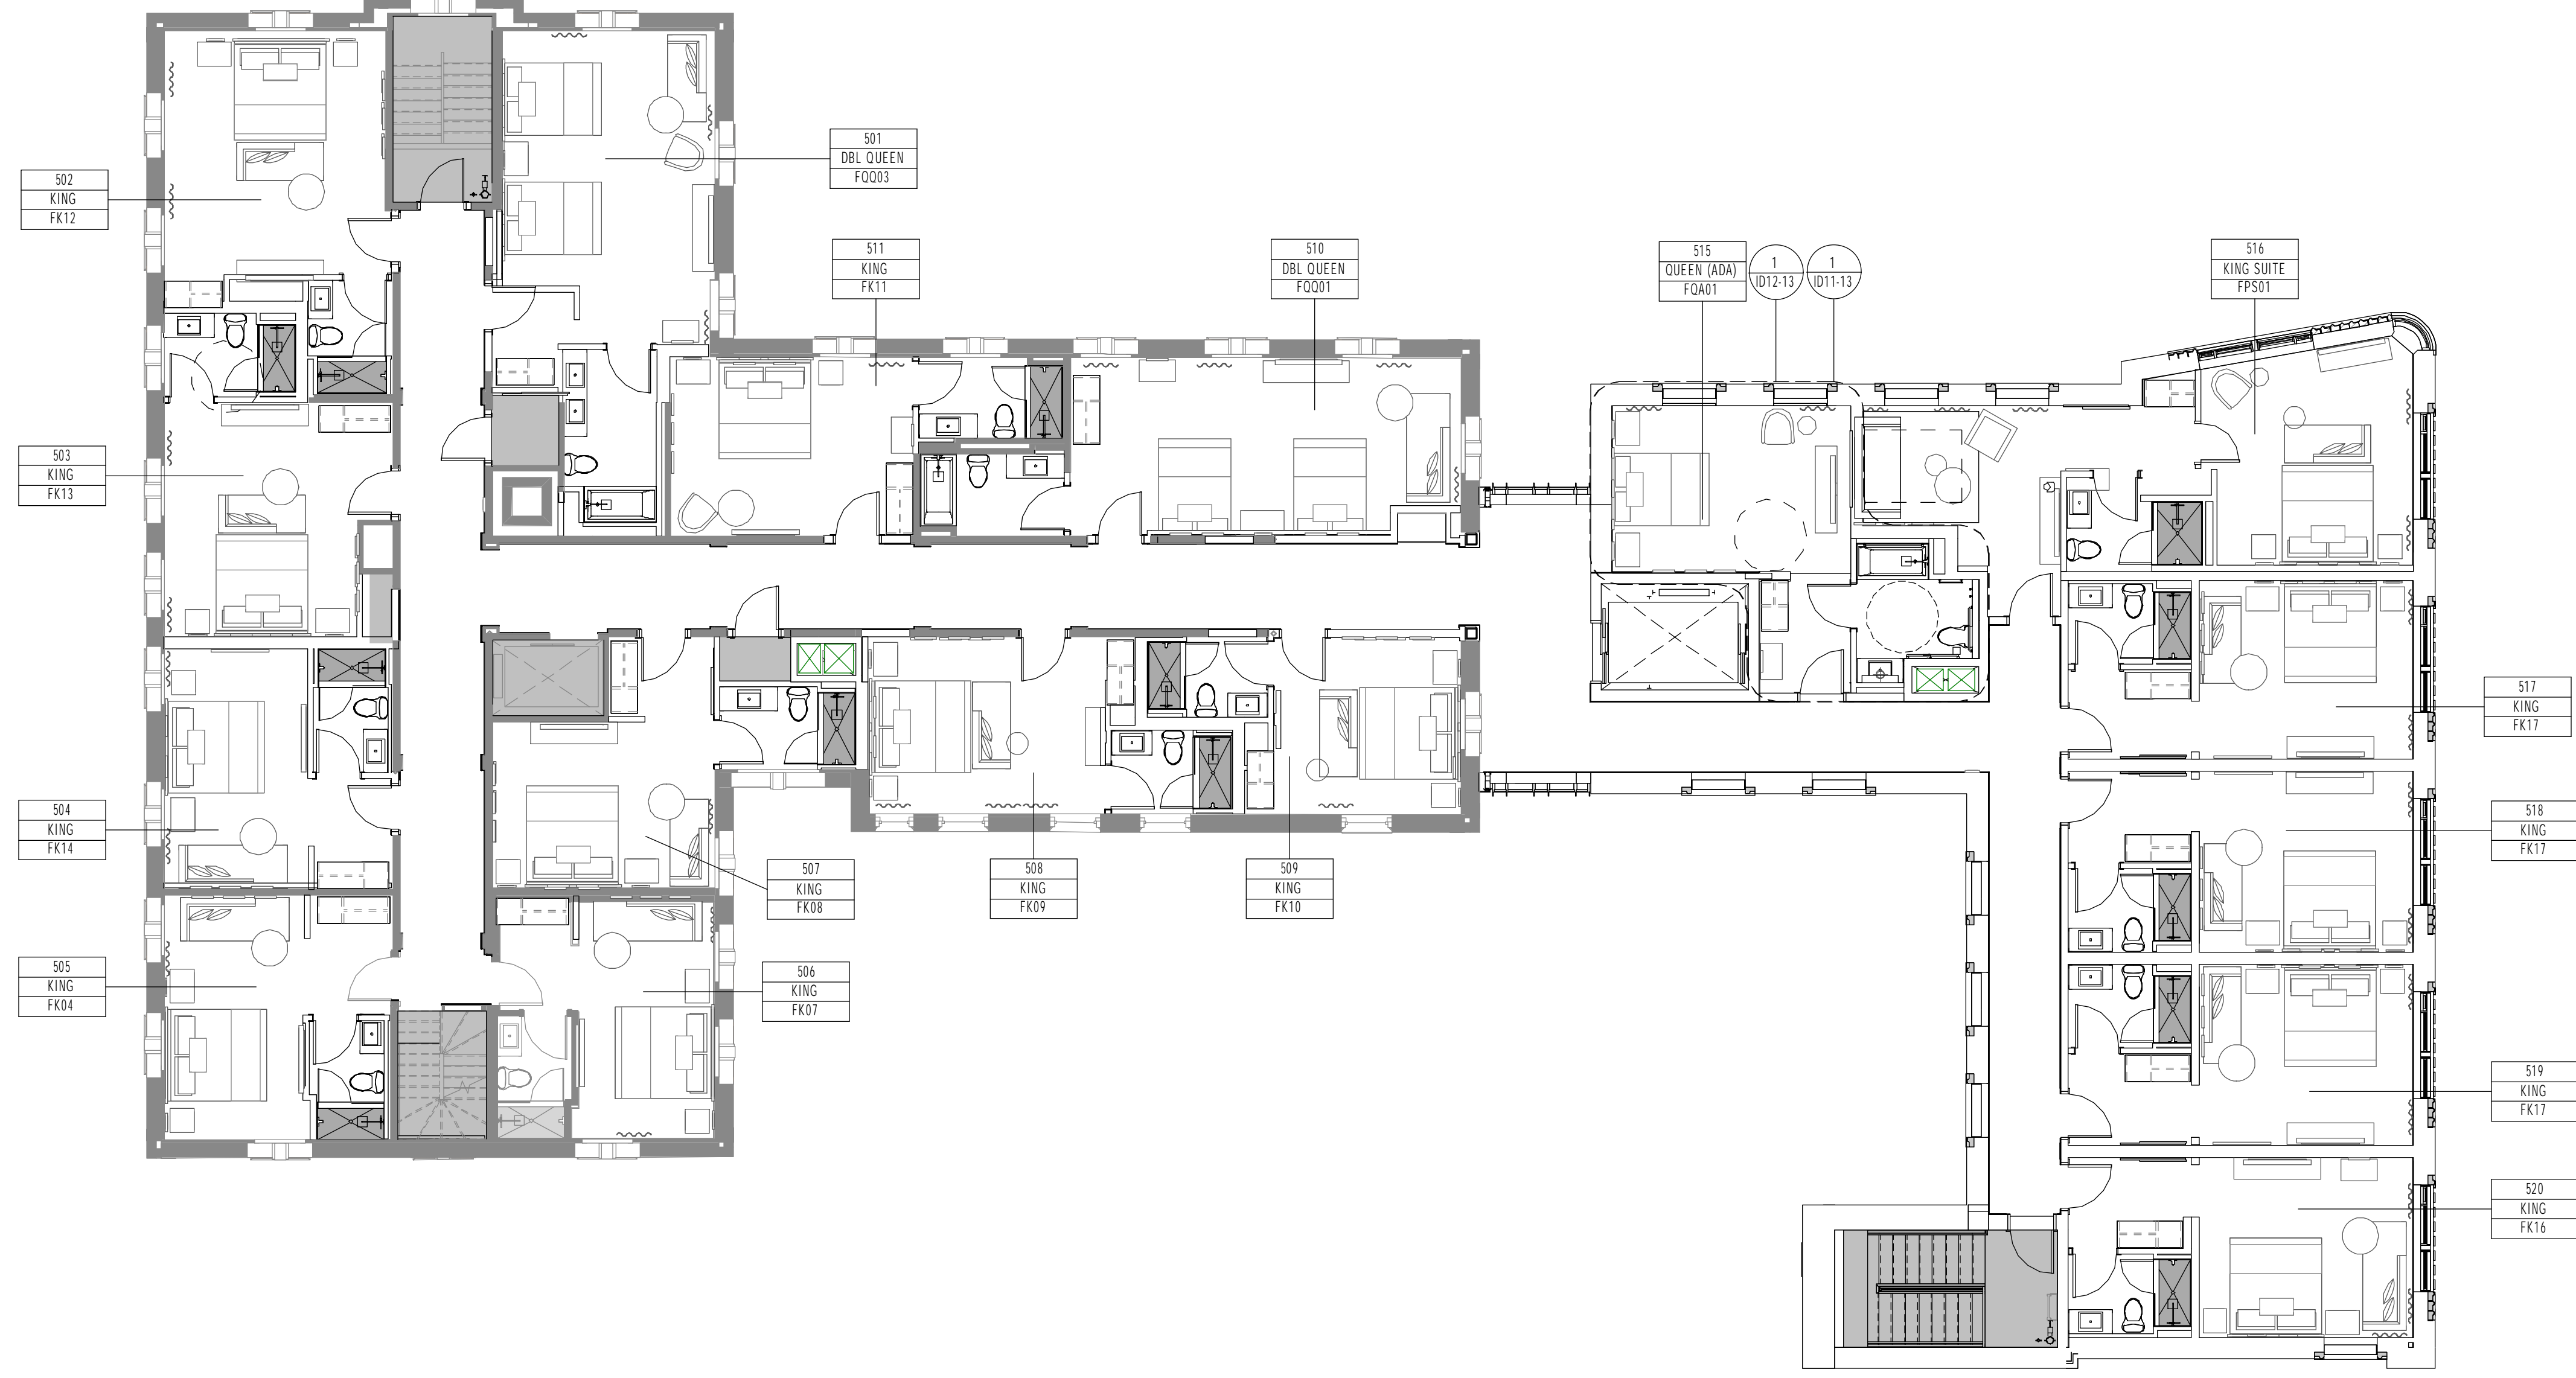 501
DBL QUEEN
FQQ03
502
KING
FK12
511
KING
FK11
510
DBL QUEEN
FQQ01
515
QUEEN (ADA)
FQA01
1
ID12-13
1
ID11-13
516
KING SUITE
FPS01
503
KING
FK13
517
KING
FK17
504
KING
FK14
518
KING
FK17
507
KING
FK08
508
KING
FK09
509
KING
FK10
505
KING
FK04
506
KING
FK07
519
KING
FK17
520
KING
FK16